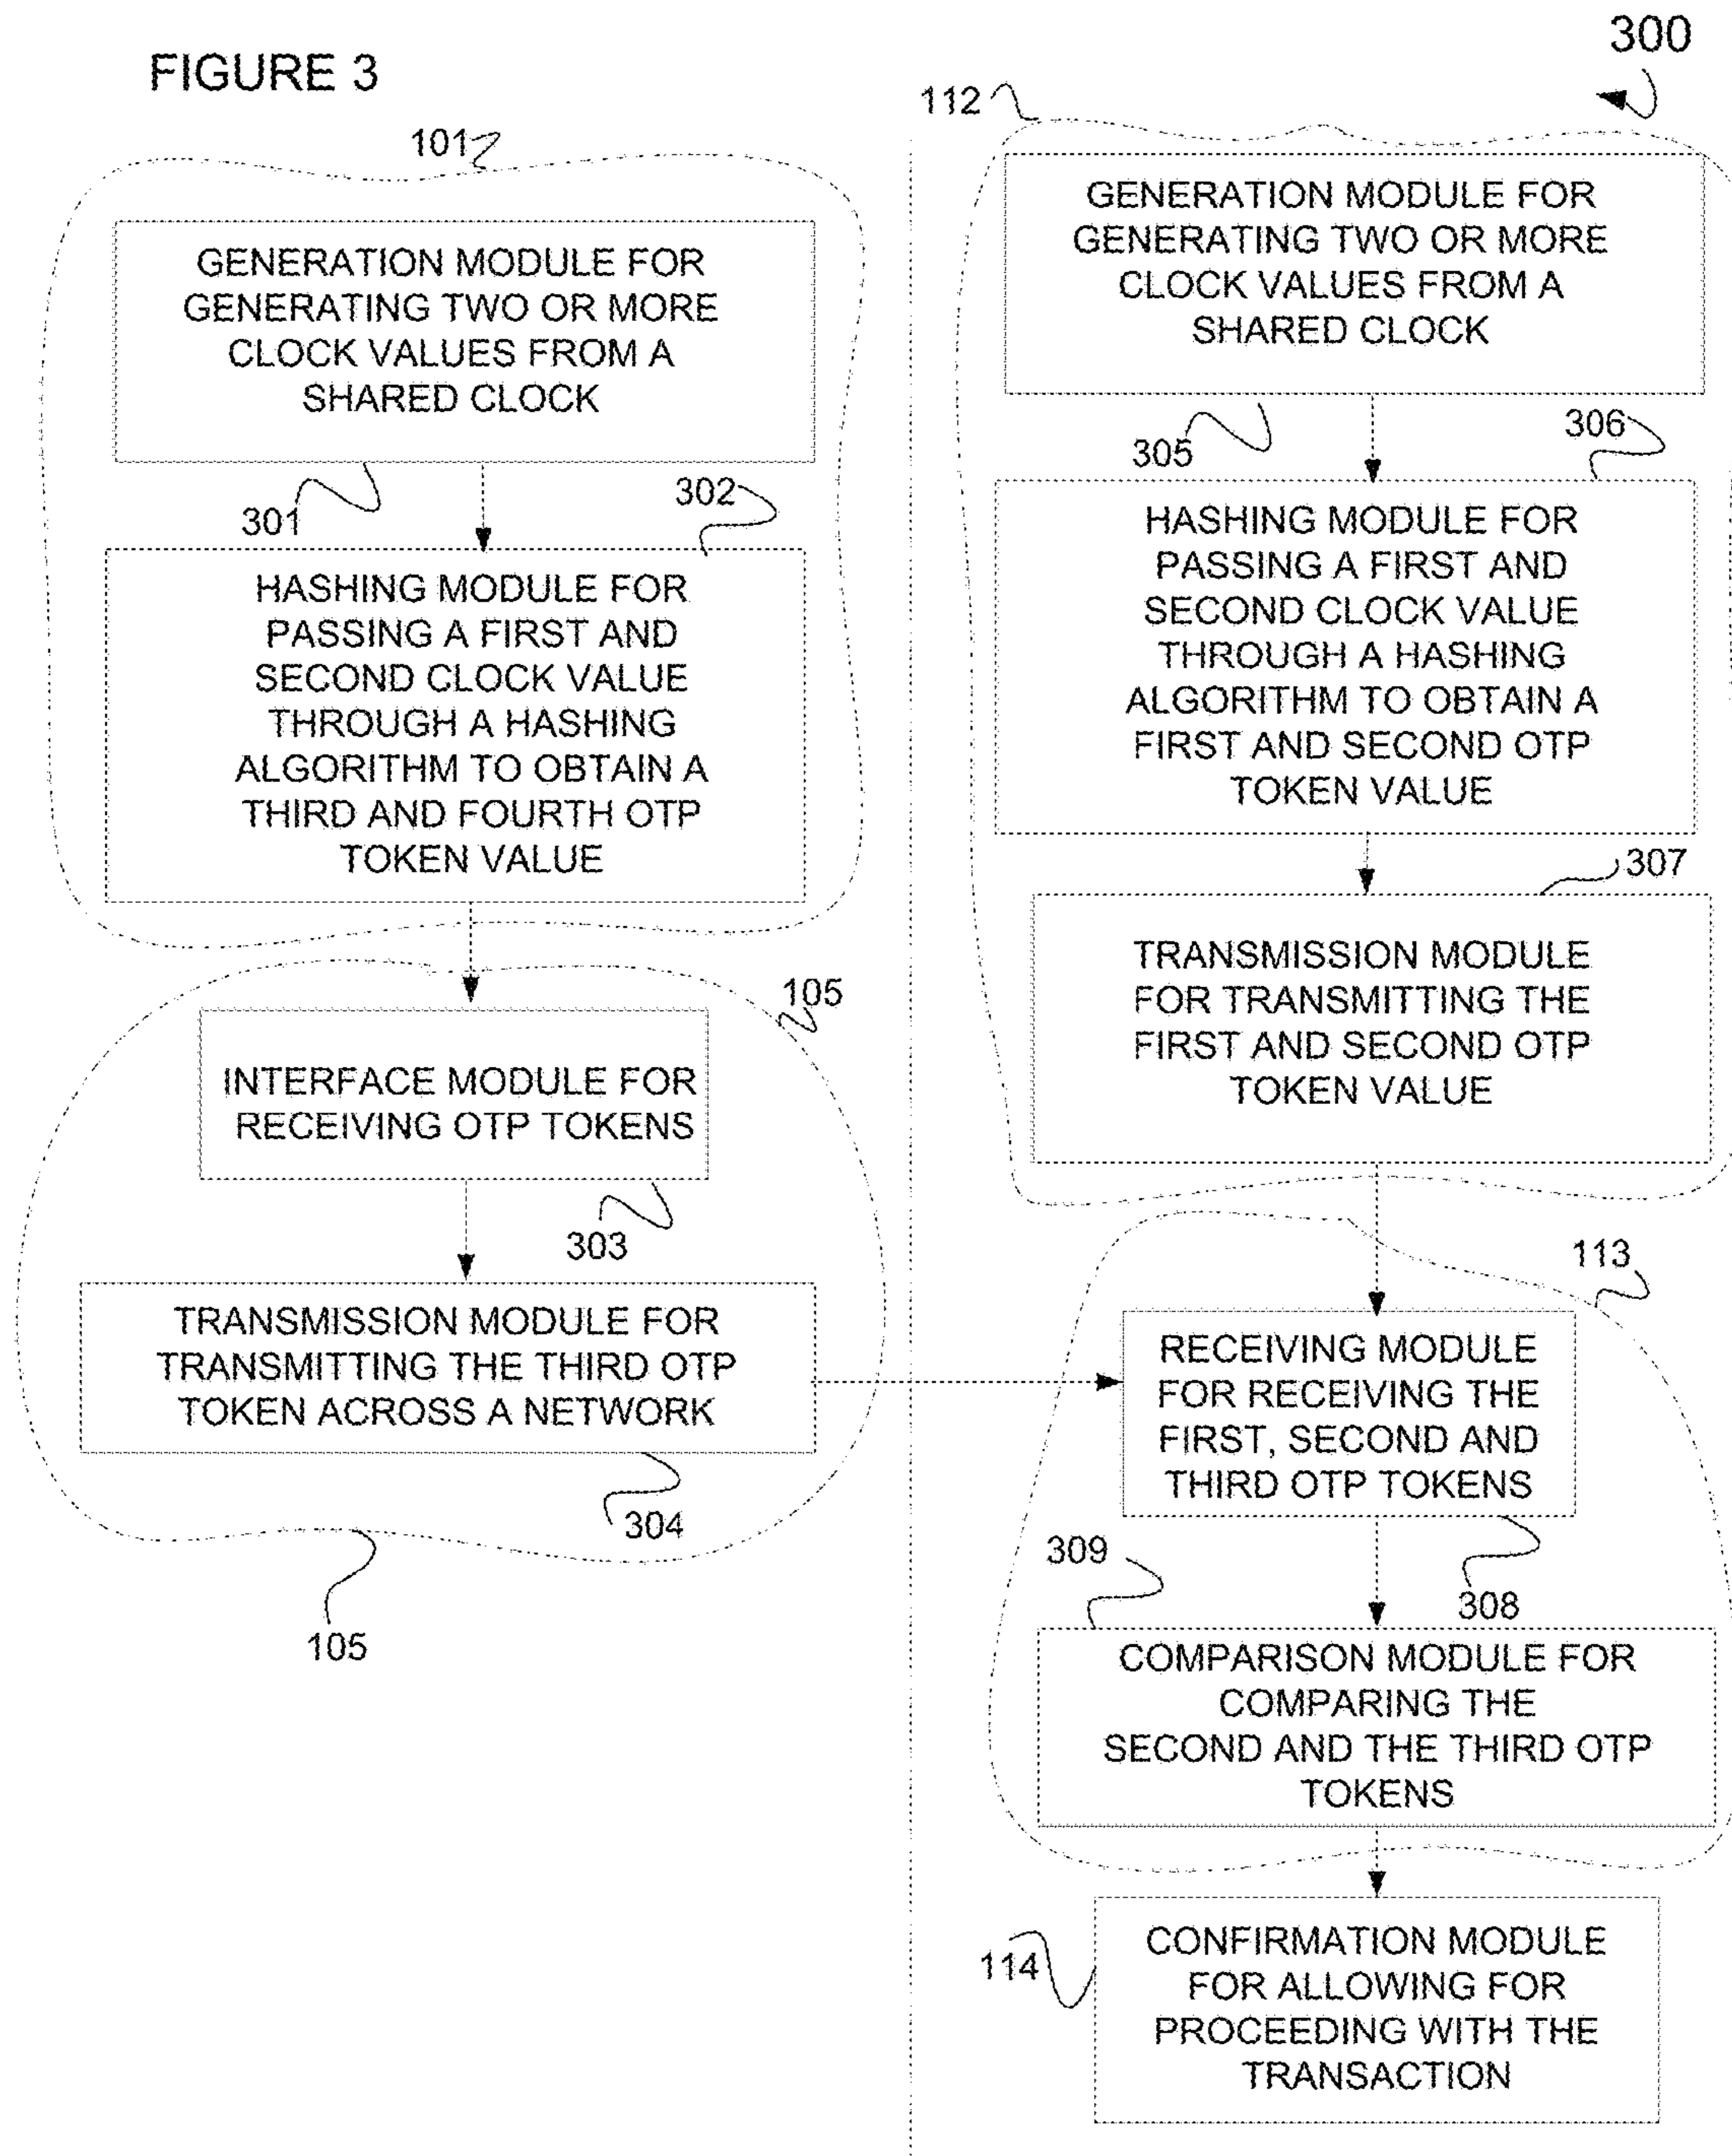 FIGURE 3
300
101
GENERATION MODULE FOR
GENERATING TWO OR MORE
CLOCK VALUES FROM A
SHARED CLOCK
301
302
HASHING MODULE FOR
PASSING A FIRST AND
SECOND CLOCK VALUE
THROUGH A HASHING
ALGORITHM TO OBTAIN A
THIRD AND FOURTH OTP
TOKEN VALUE
105
INTERFACE MODULE FOR
RECEIVING OTP TOKENS
303
TRANSMISSION MODULE FOR
TRANSMITTING THE THIRD OTP
TOKEN ACROSS A NETWORK
304
105
112
GENERATION MODULE FOR
GENERATING TWO OR MORE
CLOCK VALUES FROM A
SHARED CLOCK
305
306
HASHING MODULE FOR
PASSING A FIRST AND
SECOND CLOCK VALUE
THROUGH A HASHING
ALGORITHM TO OBTAIN A
FIRST AND SECOND OTP
TOKEN VALUE
307
TRANSMISSION MODULE
FOR TRANSMITTING THE
FIRST AND SECOND OTP
TOKEN VALUE
113
RECEIVING MODULE
FOR RECEIVING THE
FIRST, SECOND AND
THIRD OTP TOKENS
309
308
COMPARISON MODULE FOR
COMPARING THE
SECOND AND THE THIRD OTP
TOKENS
114
CONFIRMATION MODULE
FOR ALLOWING FOR
PROCEEDING WITH THE
TRANSACTION